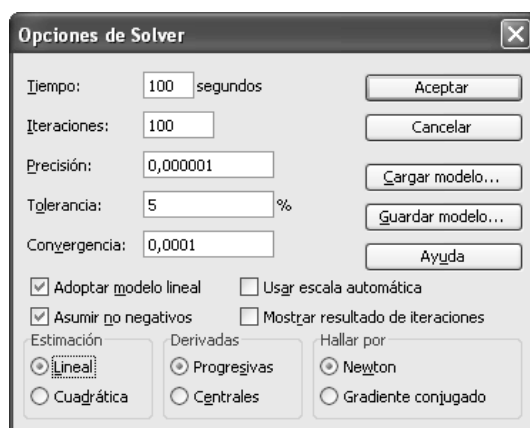 Opciones de Solver
Tiempo: 100 segundos Aceptar
Iteraciones: 100 Cancelar
Precisión: 0,000001 Cargar modelo...
Tolerancia: 5 % Guardar modelo...
Convergencia: 0,0001 Ayuda
Adoptar modelo lineal Usar escala automática
Asumir no negativos Mostrar resultado de iteraciones
Estimación Derivadas Hallar por
Lineal Progresivas Newton
Cuadrática Centrales Gradiente conjugado